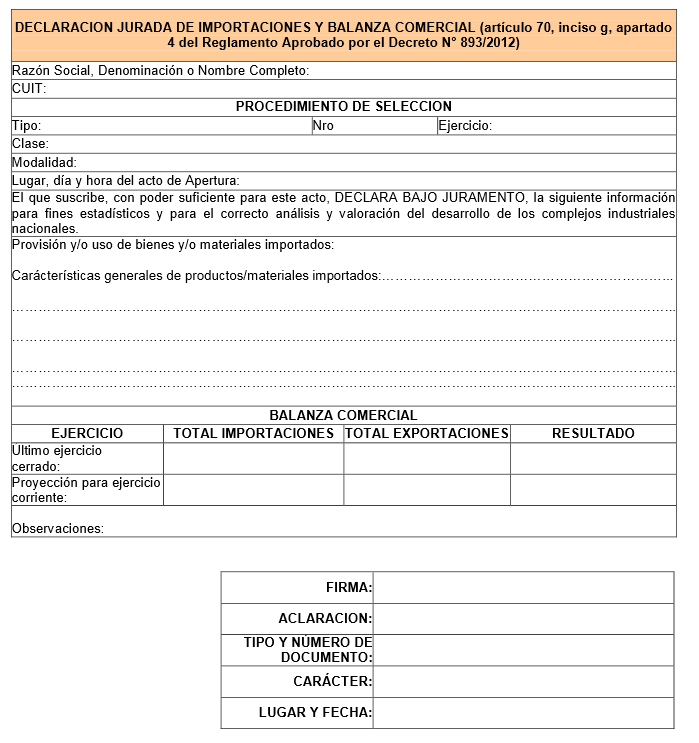 DECLARACION JURADA DE IMPORTACIONES Y BALANZA COMERCIAL (artículo 70, inciso g, apartado
4 del Reglamento Aprobado por el Decreto N° 893/2012)
Razón Social, Denominación o Nombre Completo:
CUIT:
PROCEDIMIENTO DE SELECCION
Tipo: Nro Ejercicio:
Clase:
Modalidad:
Lugar, día y hora del acto de Apertura:
El que suscribe, con poder suficiente para este acto, DECLARA BAJO JURAMENTO, la siguiente información
para fines estadísticos y para el correcto análisis y valoración del desarrollo de los complejos industriales
nacionales.
Provisión y/o uso de bienes y/o materiales importados:
Carácterísticas generales de productos/materiales importados:…………………………………………………………..
……………………………………………………………………………………………………………………………………..
……………………………………………………………………………………………………………………………………..
……………………………………………………………………………………………………………………………………..
……………………………………………………………………………………………………………………………………..
BALANZA COMERCIAL
EJERCICIO TOTAL IMPORTACIONES TOTAL EXPORTACIONES RESULTADO
Ultimo ejercicio
cerrado:
Proyección para ejercicio
corriente:
Observaciones:
FIRMA:
ACLARACION:
TIPO Y NÚMERO DE
DOCUMENTO:
CARÁCTER:
LUGAR Y FECHA: